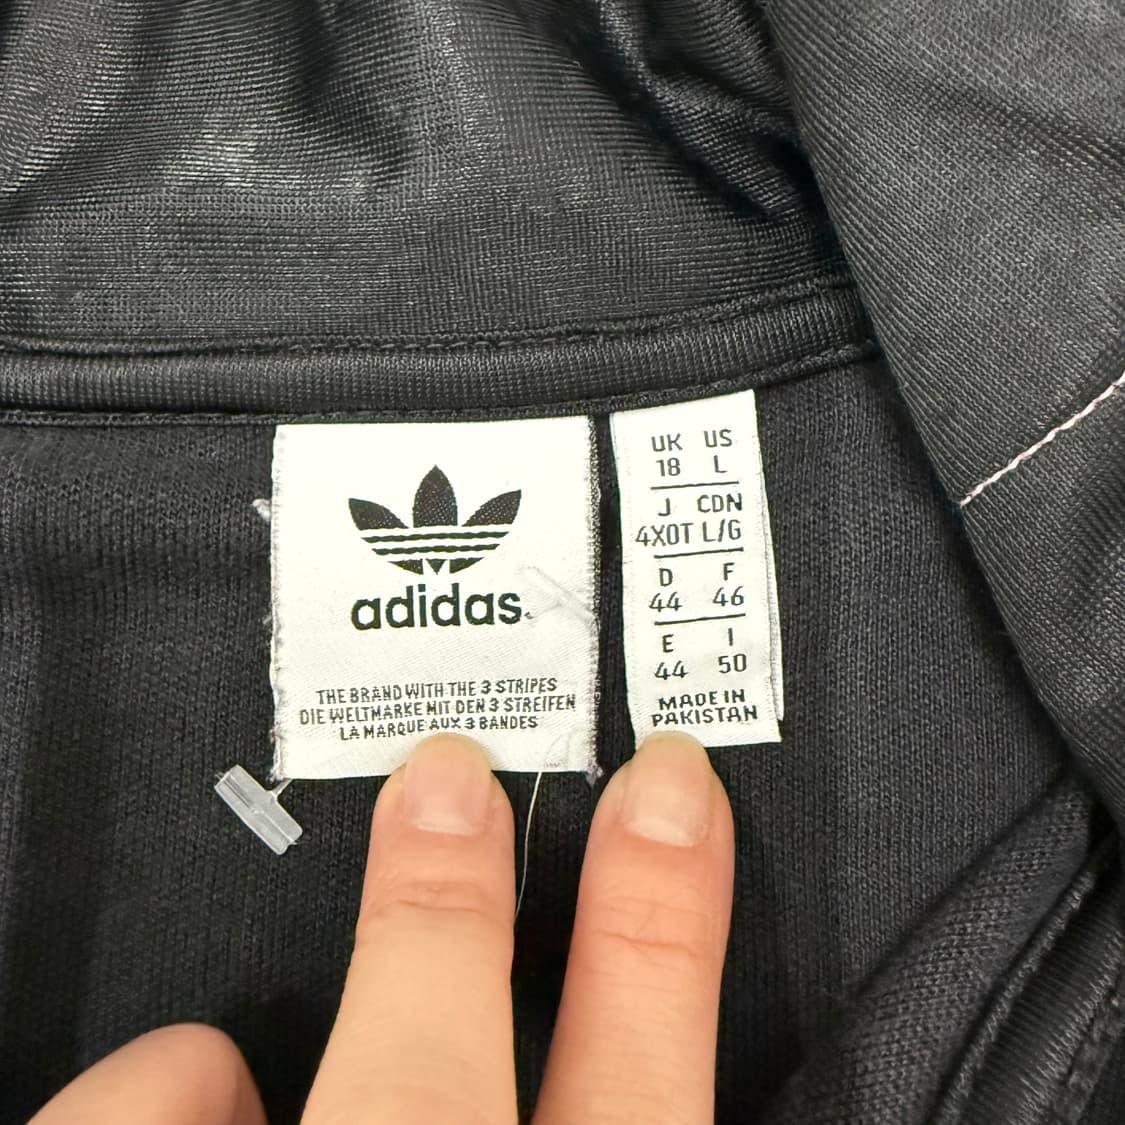 adidas
THE BRAND WITH THE 3 STRIPES
DIE WELTMARKE MIT DEN 3 STREIFEN
LA MARQUE AUX 3 BANDES
UK US
18 L
J CDN
4XOT L/G
D F
44 46
E I
44 50
MADE IN
PAKISTAN